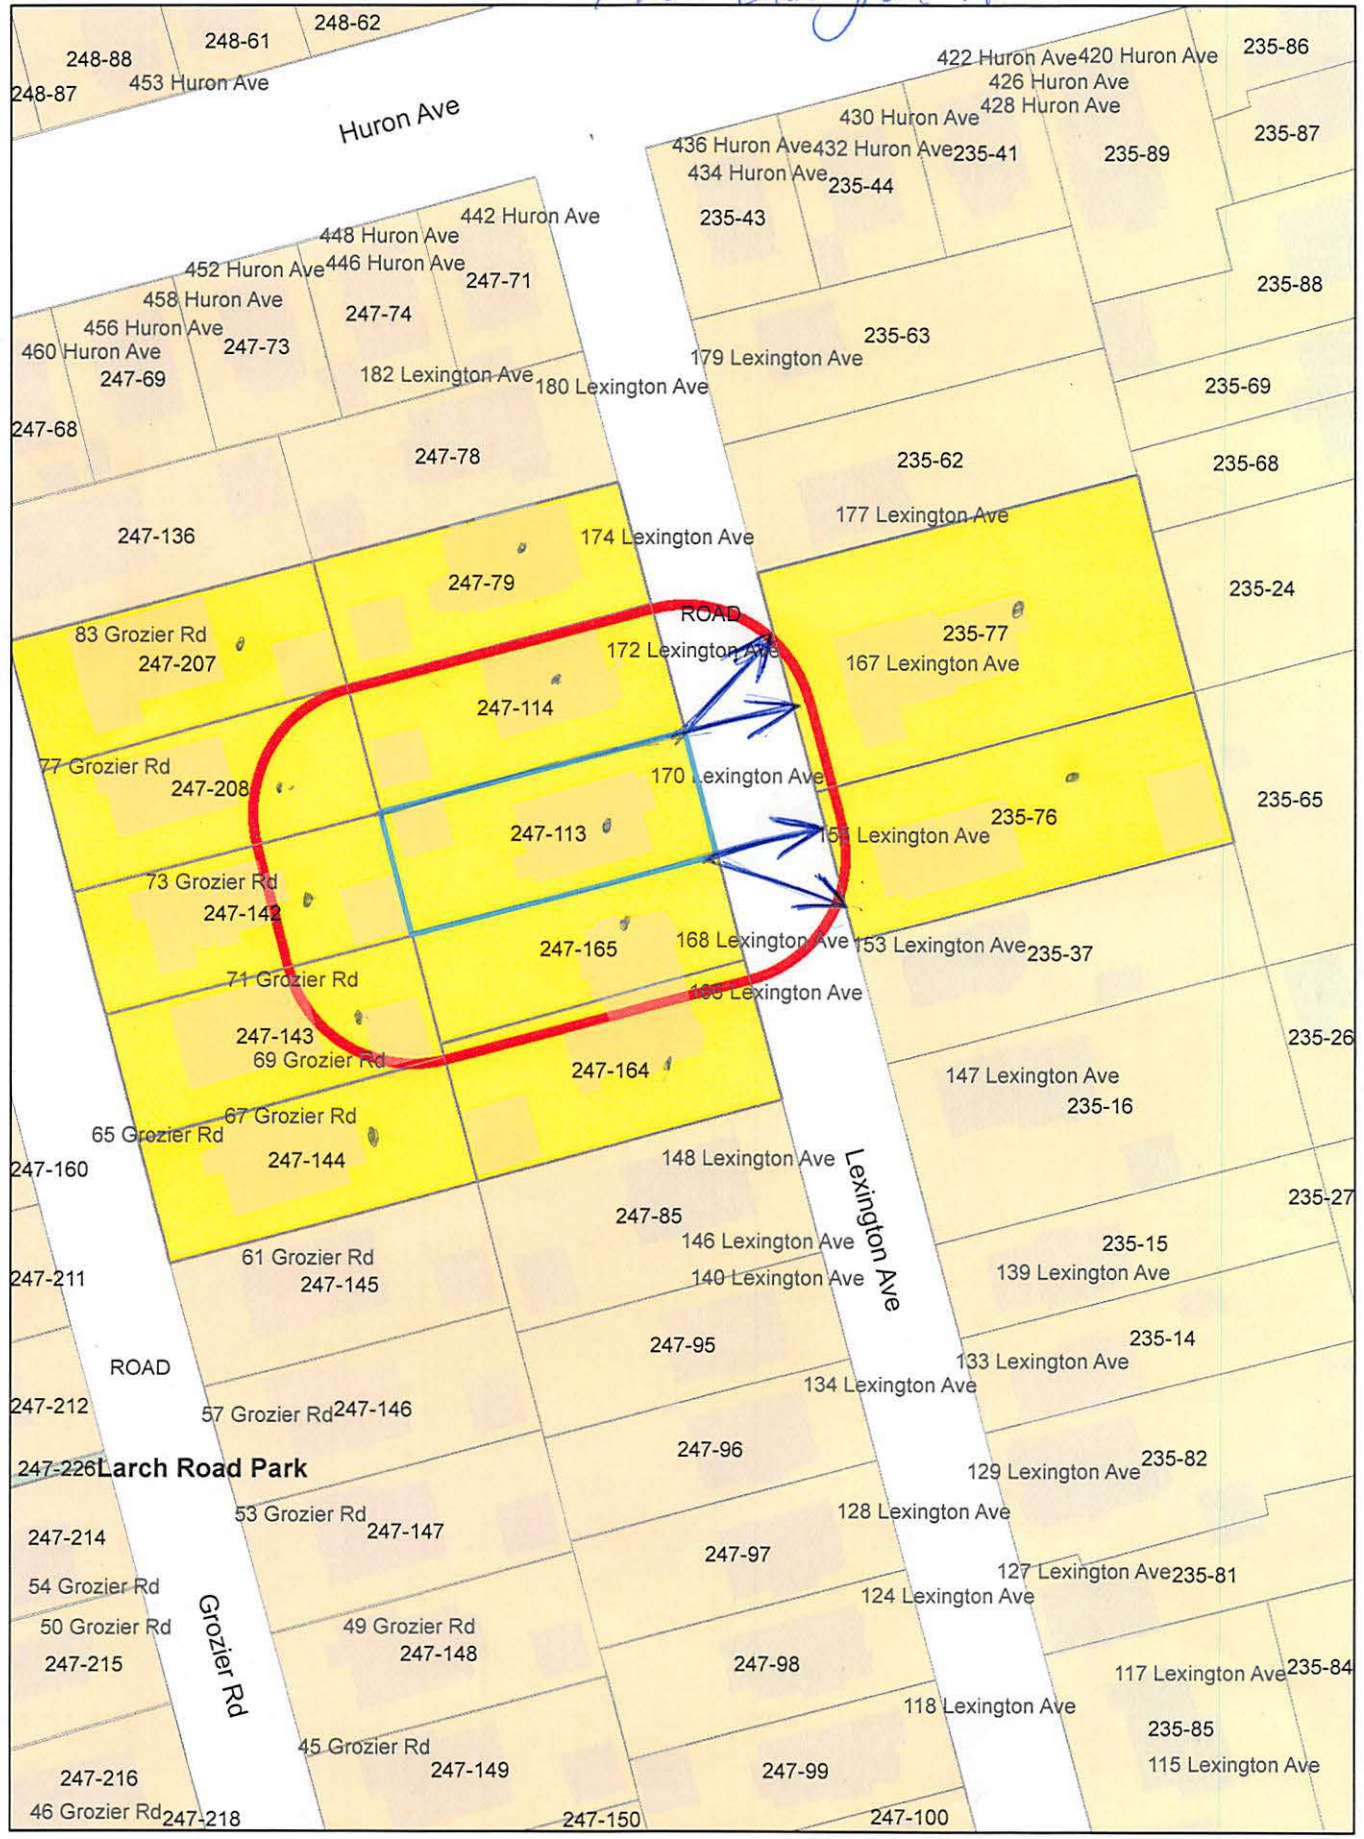 248-62
248-61
248-88
453 Huron Ave
248-87
Huron Ave
422 Huron Ave
420 Huron Ave
235-86
426 Huron Ave
428 Huron Ave
430 Huron Ave
235-87
436 Huron Ave
432 Huron Ave
235-41
235-89
434 Huron Ave
235-44
235-43
442 Huron Ave
448 Huron Ave
452 Huron Ave
446 Huron Ave
247-71
235-88
458 Huron Ave
247-74
456 Huron Ave
460 Huron Ave
247-73
235-63
247-69
179 Lexington Ave
182 Lexington Ave
180 Lexington Ave
235-69
247-68
247-78
235-62
235-68
177 Lexington Ave
247-136
174 Lexington Ave
247-79
235-24
ROAD
83 Grozier Rd
247-207
172 Lexington Ave
235-77
167 Lexington Ave
247-114
77 Grozier Rd
247-208
170 Lexington Ave
235-65
247-113
235-76
155 Lexington Ave
73 Grozier Rd
247-142
247-165
168 Lexington Ave
153 Lexington Ave
235-37
71 Grozier Rd
166 Lexington Ave
247-143
235-26
69 Grozier Rd
247-164
147 Lexington Ave
235-16
67 Grozier Rd
65 Grozier Rd
247-144
247-160
148 Lexington Ave
Lexington Ave
235-27
247-85
146 Lexington Ave
235-15
61 Grozier Rd
247-145
247-211
140 Lexington Ave
139 Lexington Ave
247-95
235-14
ROAD
133 Lexington Ave
134 Lexington Ave
247-212
57 Grozier Rd
247-146
247-96
235-82
247-226
Larch Road Park
129 Lexington Ave
53 Grozier Rd
247-147
128 Lexington Ave
247-214
247-97
127 Lexington Ave
235-81
54 Grozier Rd
124 Lexington Ave
50 Grozier Rd
Grozier Rd
49 Grozier Rd
247-215
247-148
247-98
117 Lexington Ave
235-84
118 Lexington Ave
235-85
45 Grozier Rd
247-216
247-149
247-99
115 Lexington Ave
46 Grozier Rd
247-218
247-150
247-100